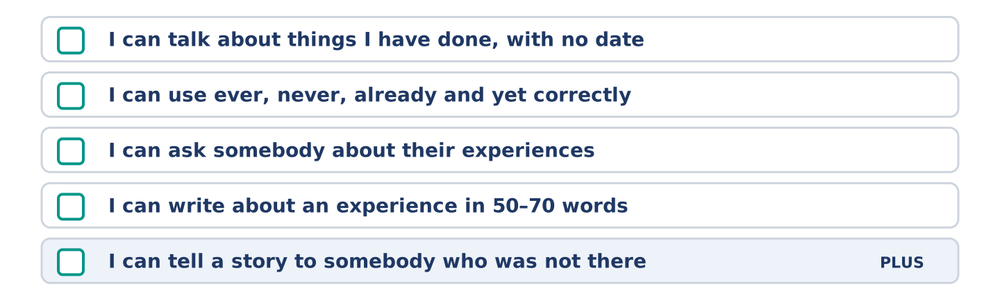 I can talk about things I have done, with no date
I can use ever, never, already and yet correctly
I can ask somebody about their experiences
I can write about an experience in 50–70 words
I can tell a story to somebody who was not there PLUS